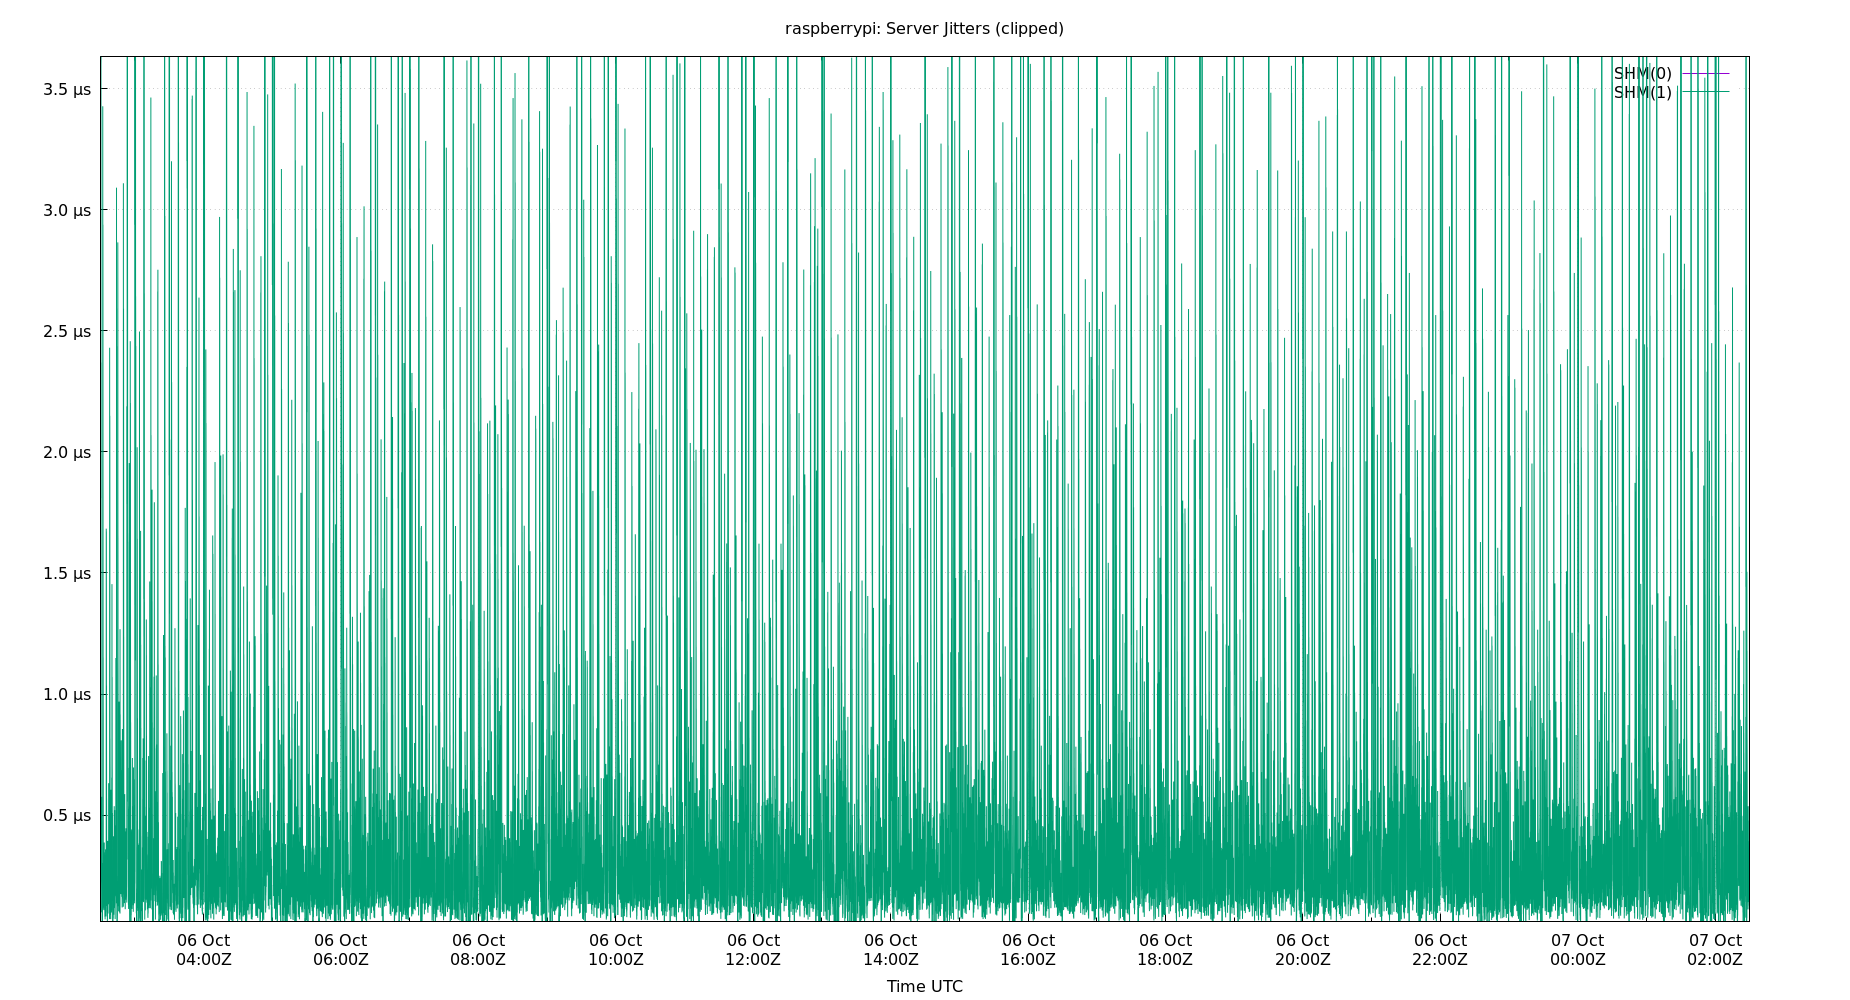 raspberrypi: Server Jitters (clipped)
SHM(0)
SHM(1)
3.5 µs
3.0 µs
2.5 µs
2.0 µs
1.5 µs
1.0 µs
0.5 µs
06 Oct 06 Oct 06 Oct 06 Oct 06 Oct 06 Oct 06 Oct 06 Oct 06 Oct 06 Oct 07 Oct 07 Oct
04:00Z 06:00Z 08:00Z 10:00Z 12:00Z 14:00Z 16:00Z 18:00Z 20:00Z 22:00Z 00:00Z 02:00Z
Time UTC